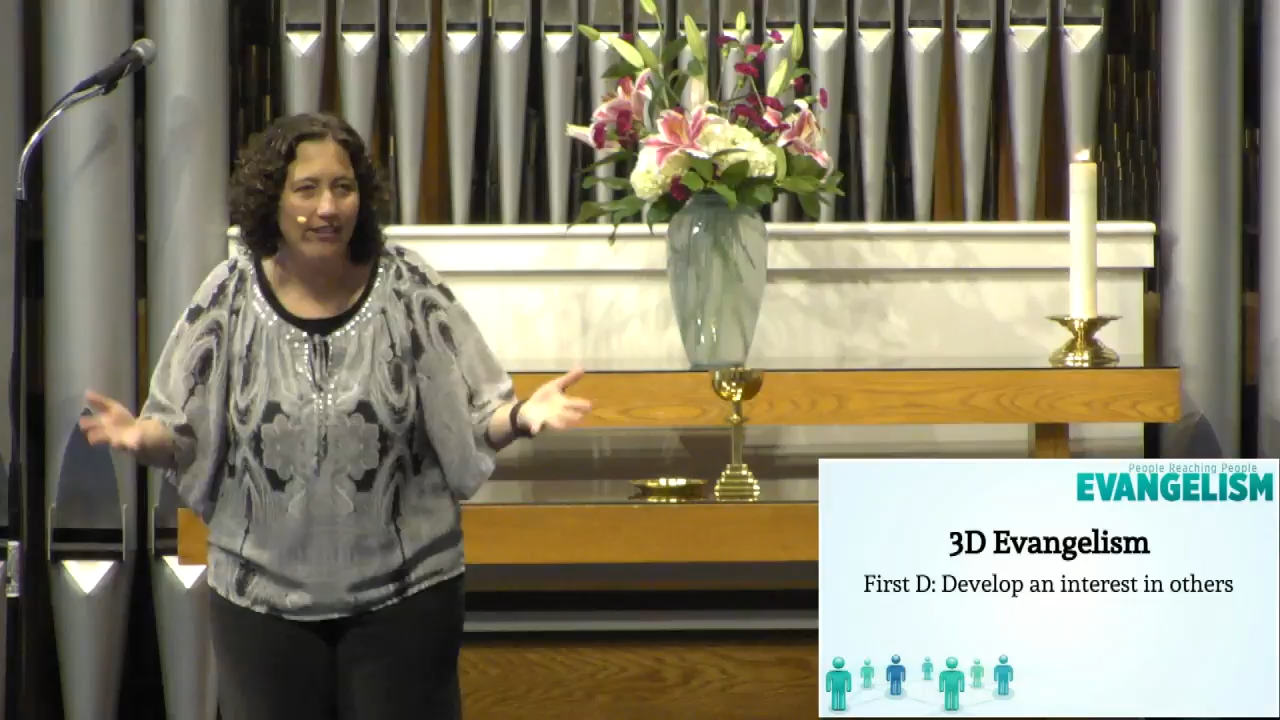 People Reaching People
EVANGELISM
3D Evangelism
First D: Develop an interest in others